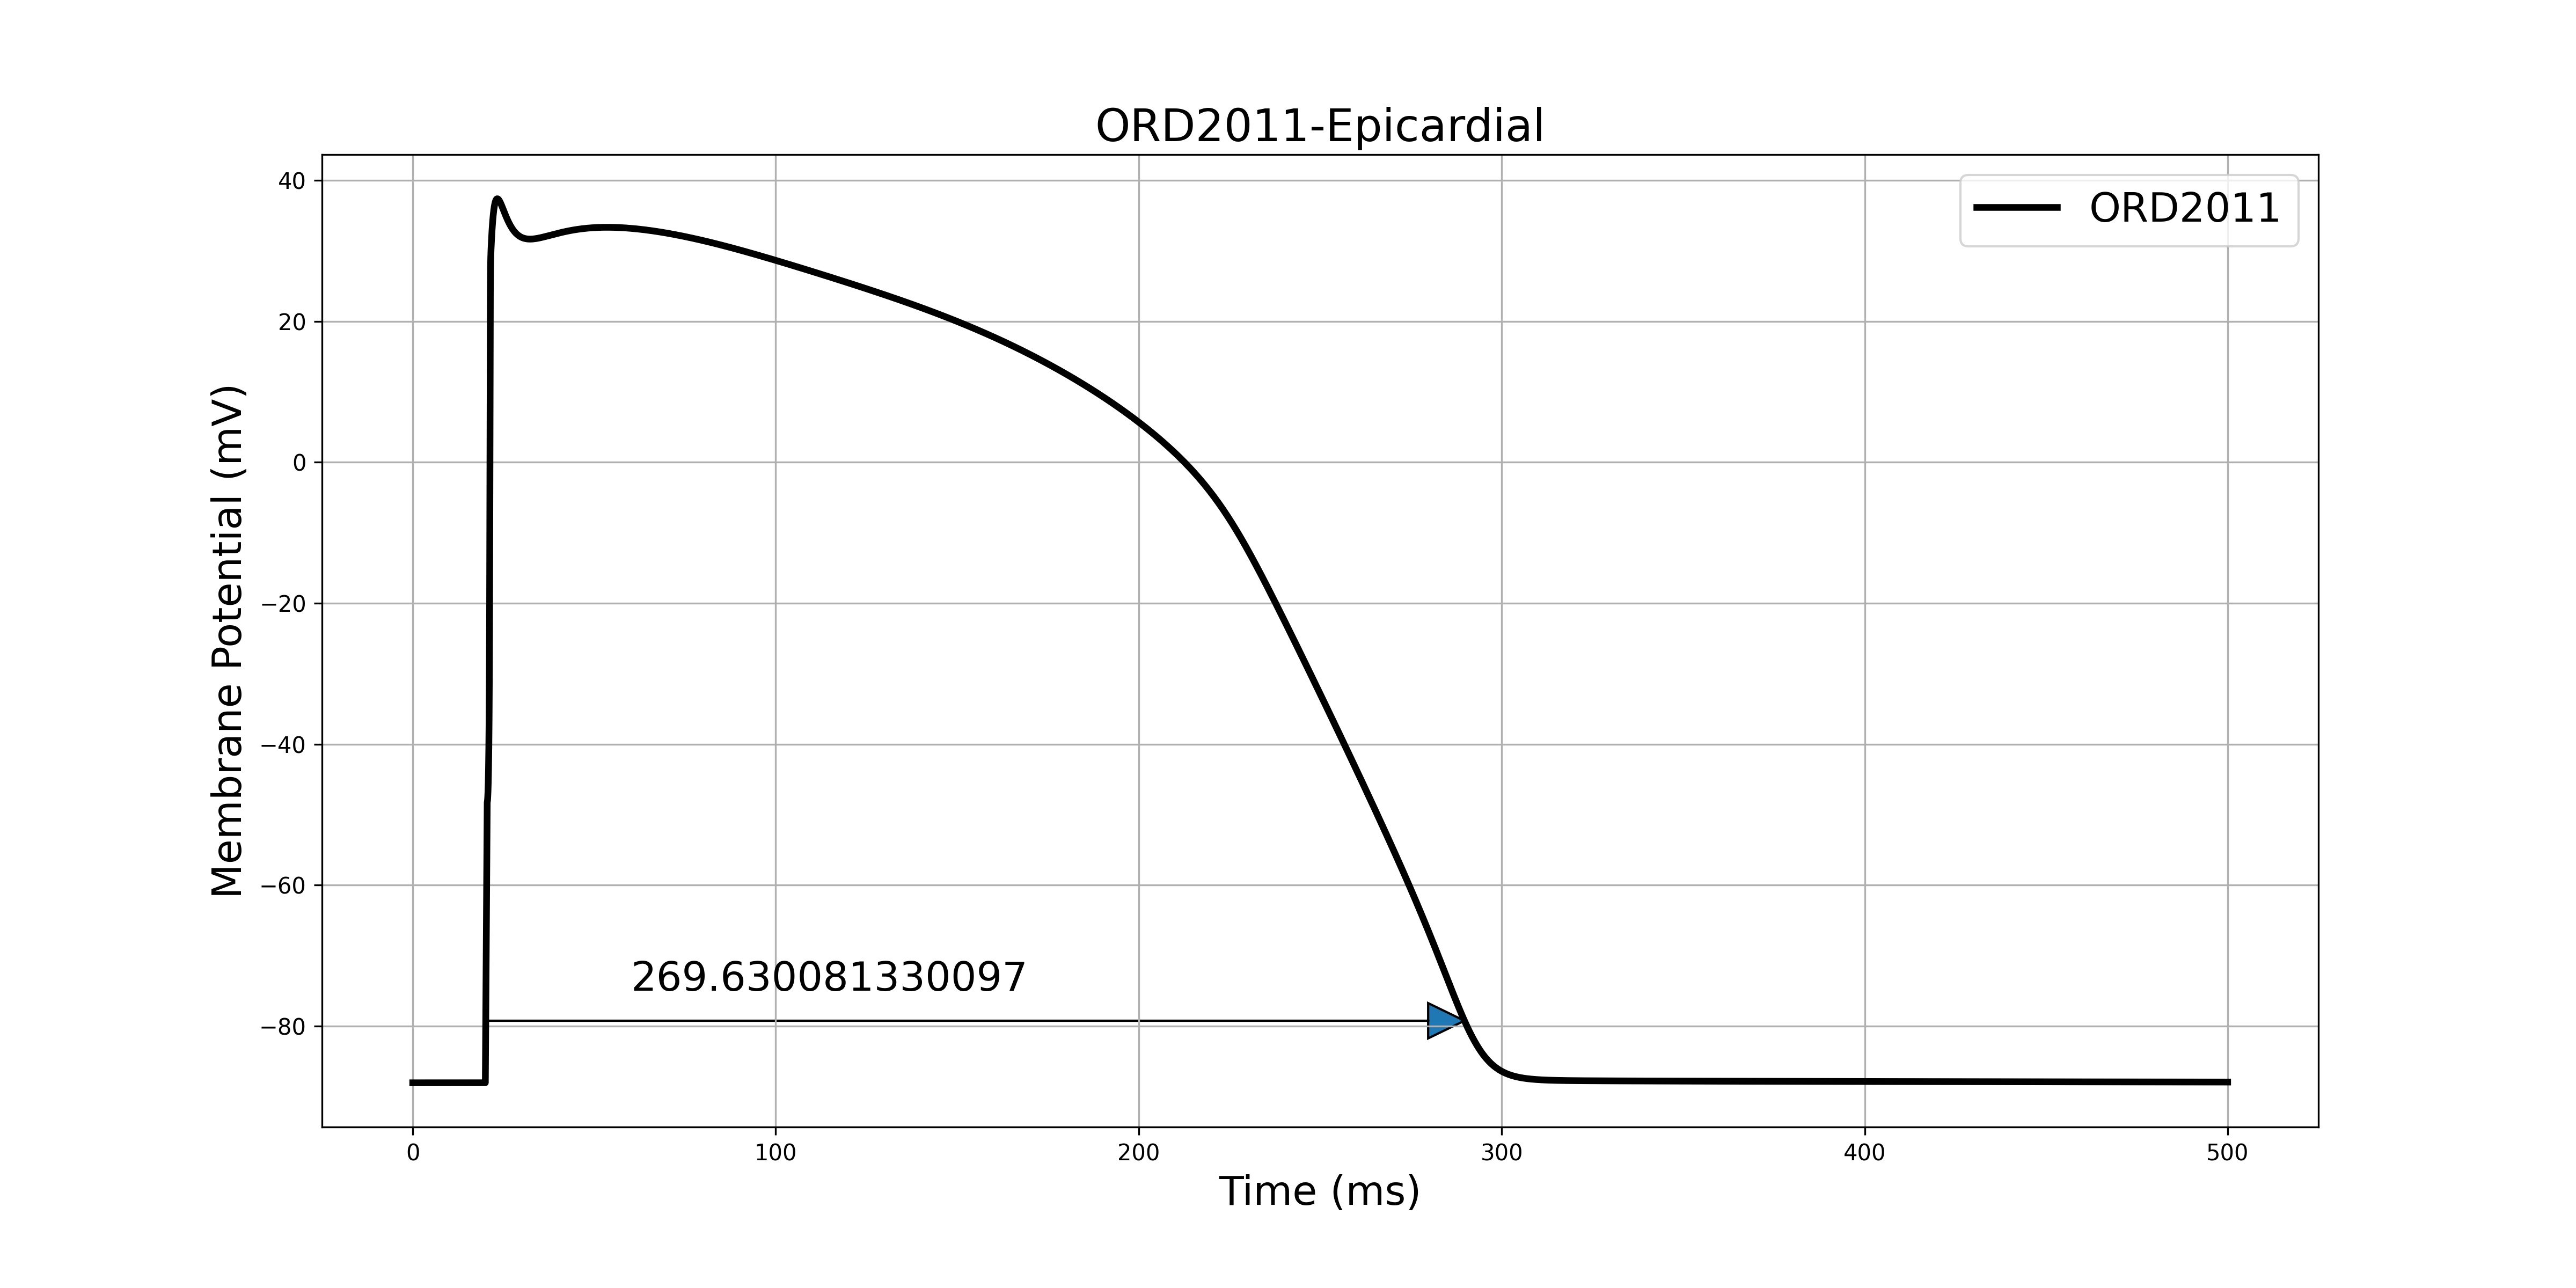 ORD2011-Epicardial
ORD2011
Membrane Potential (mV)
40
20
0
−20
−40
−60
−80
269.630081330097
0 100 200 300 400 500
Time (ms)